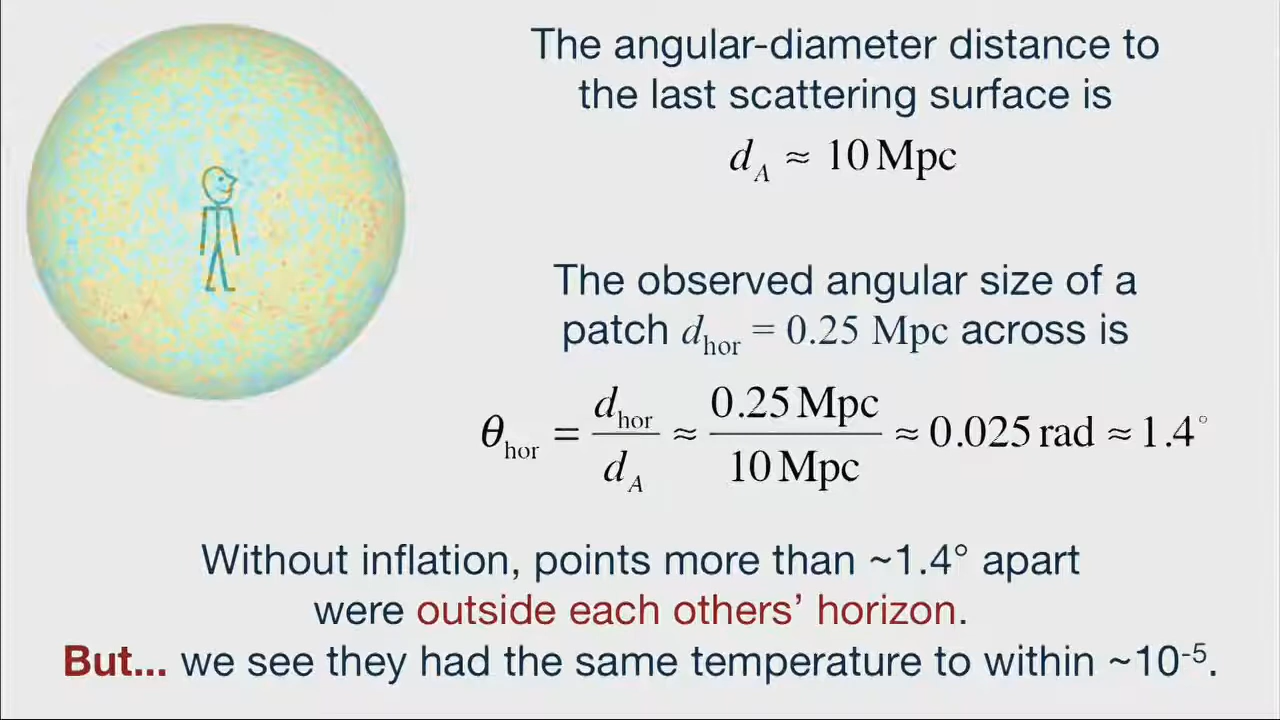 The angular-diameter distance to
the last scattering surface is
d_A ≈ 10 Mpc
The observed angular size of a
patch d_hor = 0.25 Mpc across is
θ_hor = d_hor / d_A ≈ 0.25 Mpc / 10 Mpc ≈ 0.025 rad ≈ 1.4°
Without inflation, points more than ~1.4° apart
were outside each others’ horizon.
But... we see they had the same temperature to within ~10⁻⁵.